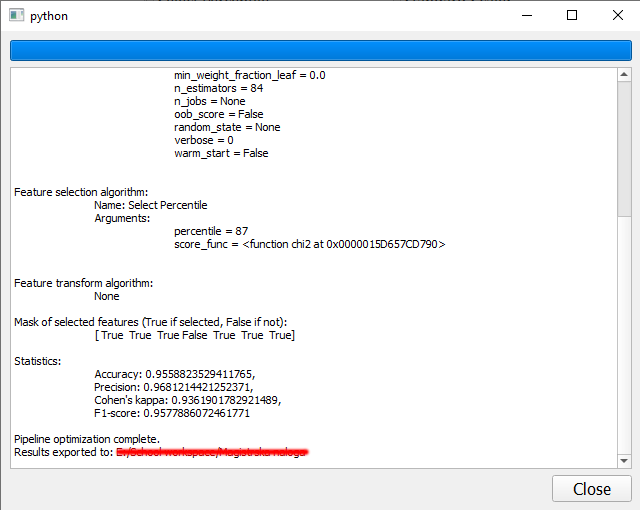 python
min_weight_fraction_leaf = 0.0
n_estimators = 84
n_jobs = None
oob_score = False
random_state = None
verbose = 0
warm_start = False
Feature selection algorithm:
Name: Select Percentile
Arguments:
percentile = 87
score_func = <function chi2 at 0x0000015D657CD790>
Feature transform algorithm:
None
Mask of selected features (True if selected, False if not):
[ True  True  True False  True  True  True]
Statistics:
Accuracy: 0.9558823529411765,
Precision: 0.9681214421252371,
Cohen's kappa: 0.9361901782921489,
F1-score: 0.9577886072461771
Pipeline optimization complete.
Results exported to:
Close